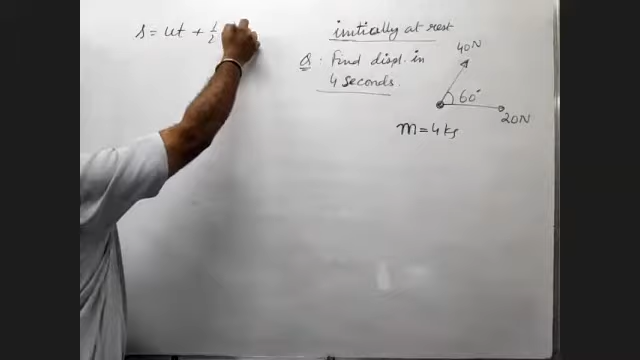 s = ut + 1/2
initially at rest
Q. Find displ. in
4 seconds.
40N
60°
20N
m = 4 kg